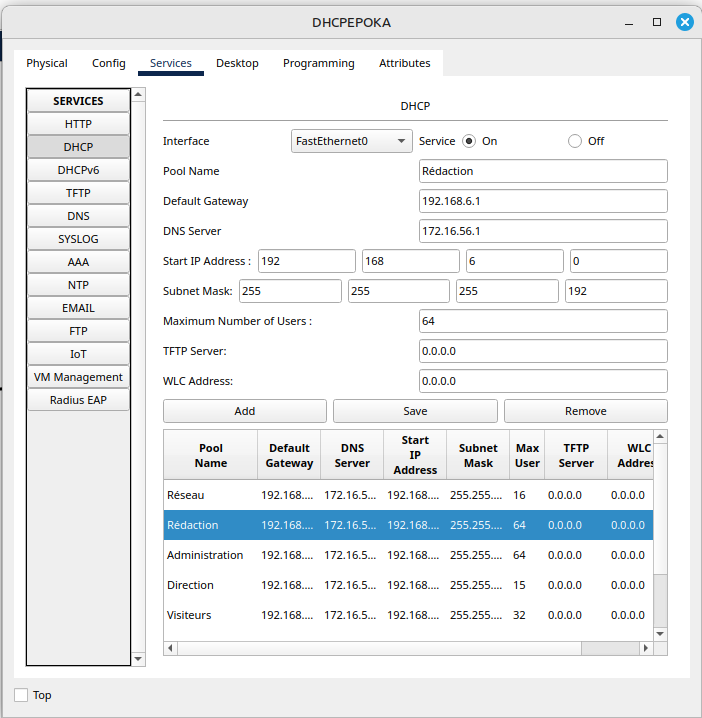 DHCPEPOKA
Physical Config Services Desktop Programming Attributes
SERVICES
HTTP
DHCP
DHCPv6
TFTP
DNS
SYSLOG
AAA
NTP
EMAIL
FTP
IoT
VM Management
Radius EAP
DHCP
Interface FastEthernet0 Service On Off
Pool Name Rédaction
Default Gateway 192.168.6.1
DNS Server 172.16.56.1
Start IP Address : 192 168 6 0
Subnet Mask: 255 255 255 192
Maximum Number of Users : 64
TFTP Server: 0.0.0.0
WLC Address: 0.0.0.0
Add Save Remove
Pool Name Default Gateway DNS Server Start IP Address Subnet Mask Max User TFTP Server WLC Addres
Réseau 192.168.... 172.16.5... 192.168.... 255.255.... 16 0.0.0.0 0.0.0.0
Rédaction 192.168.... 172.16.5... 192.168.... 255.255.... 64 0.0.0.0 0.0.0.0
Administration 192.168.... 172.16.5... 192.168.... 255.255.... 64 0.0.0.0 0.0.0.0
Direction 192.168.... 172.16.5... 192.168.... 255.255.... 15 0.0.0.0 0.0.0.0
Visiteurs 192.168.... 172.16.5... 192.168.... 255.255.... 32 0.0.0.0 0.0.0.0
Top